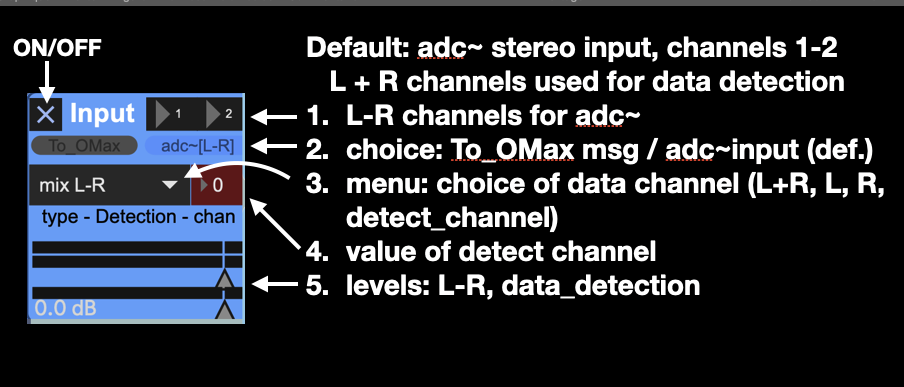 ON/OFF
Default: adc~ stereo input, channels 1-2
L + R channels used for data detection
Input
1
2
1. L-R channels for adc~
To_OMax
adc~[L-R]
2. choice: To_OMax msg / adc~input (def.)
mix L-R
0
3. menu: choice of data channel (L+R, L, R,
detect_channel)
type - Detection - chan
4. value of detect channel
5. levels: L-R, data_detection
0.0 dB